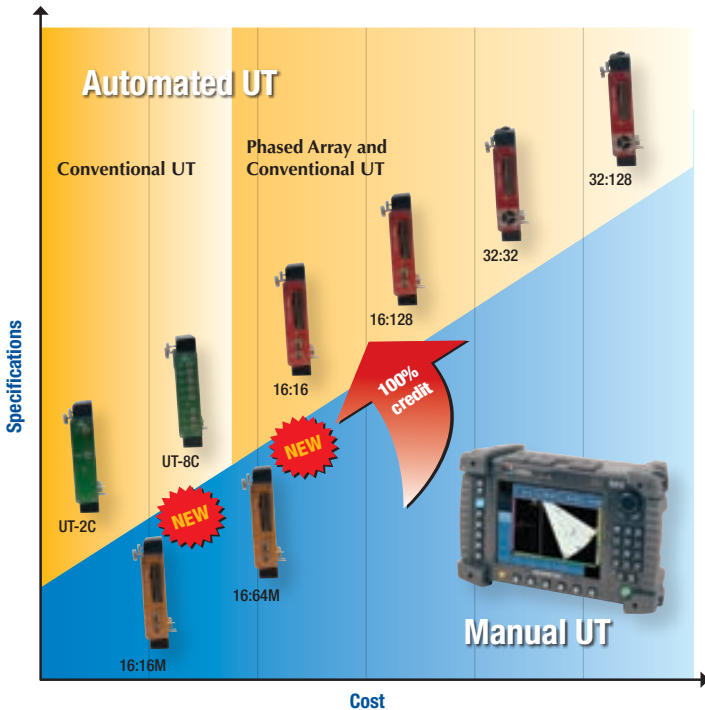 Automated UT
Conventional UT
Phased Array and
Conventional UT
32:128
32:32
16:128
16:16
100%
credit
UT-8C
NEW
UT-2C
NEW
16:64M
16:16M
Manual UT
Specifications
Cost